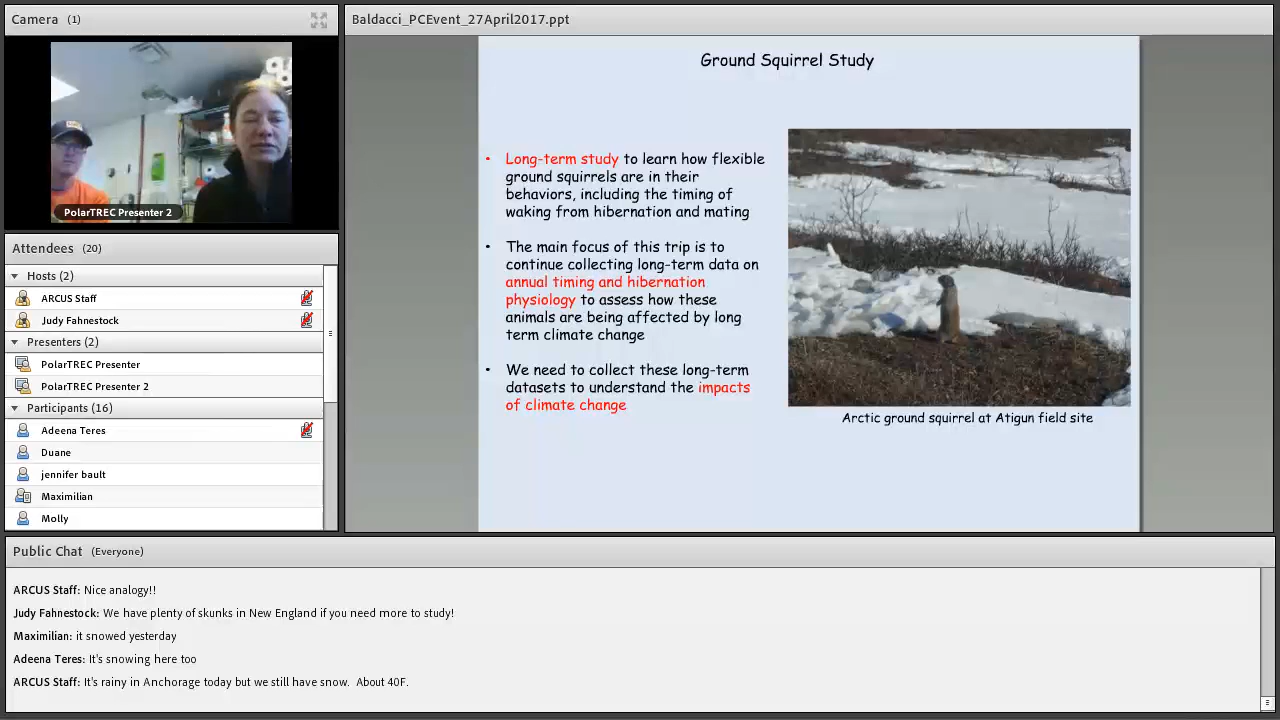 Camera (1)
PolarTREC Presenter 2
Attendees (20)
Hosts (2)
ARCUS Staff
Judy Fahnestock
Presenters (2)
PolarTREC Presenter
PolarTREC Presenter 2
Participants (16)
Adeena Teres
Duane
jennifer bault
Maximilian
Molly
Baldacci_PCEvent_27April2017.ppt
Ground Squirrel Study
• Long-term study to learn how flexible
ground squirrels are in their
behaviors, including the timing of
waking from hibernation and mating
• The main focus of this trip is to
continue collecting long-term data on
annual timing and hibernation
physiology to assess how these
animals are being affected by long
term climate change
• We need to collect these long-term
datasets to understand the impacts
of climate change
Arctic ground squirrel at Atigun field site
Public Chat (Everyone)
ARCUS Staff: Nice analogy!!
Judy Fahnestock: We have plenty of skunks in New England if you need more to study!
Maximilian: it snowed yesterday
Adeena Teres: It's snowing here too
ARCUS Staff: It's rainy in Anchorage today but we still have snow. About 40F.